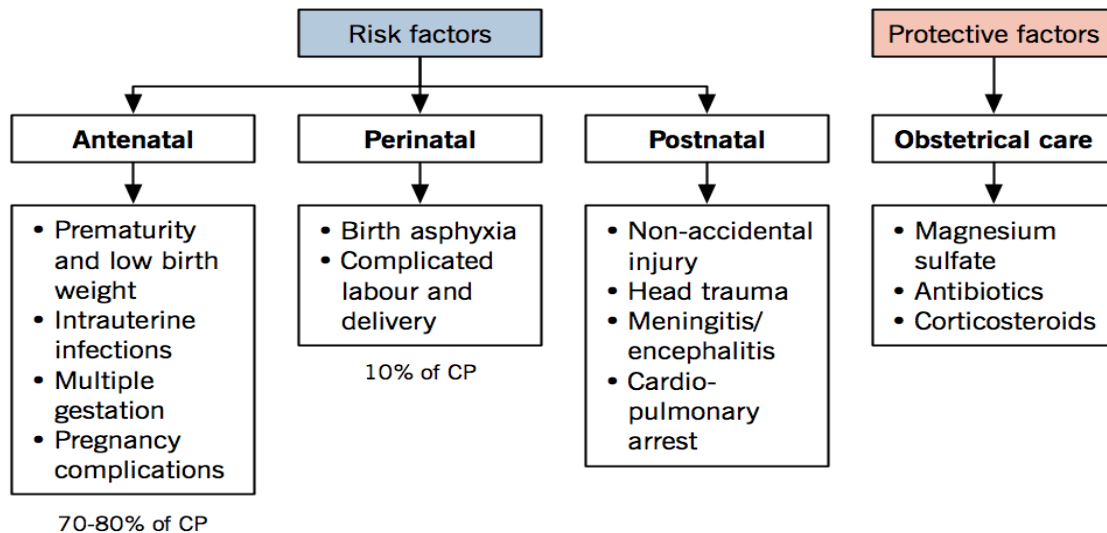 Risk factors
Protective factors
Antenatal
Perinatal
Postnatal
Obstetrical care
• Prematurity
and low birth
weight
• Intrauterine
infections
• Multiple
gestation
• Pregnancy
complications
70-80% of CP
• Birth asphyxia
• Complicated
labour and
delivery
10% of CP
• Non-accidental
injury
• Head trauma
• Meningitis/
encephalitis
• Cardio-
pulmonary
arrest
• Magnesium
sulfate
• Antibiotics
• Corticosteroids